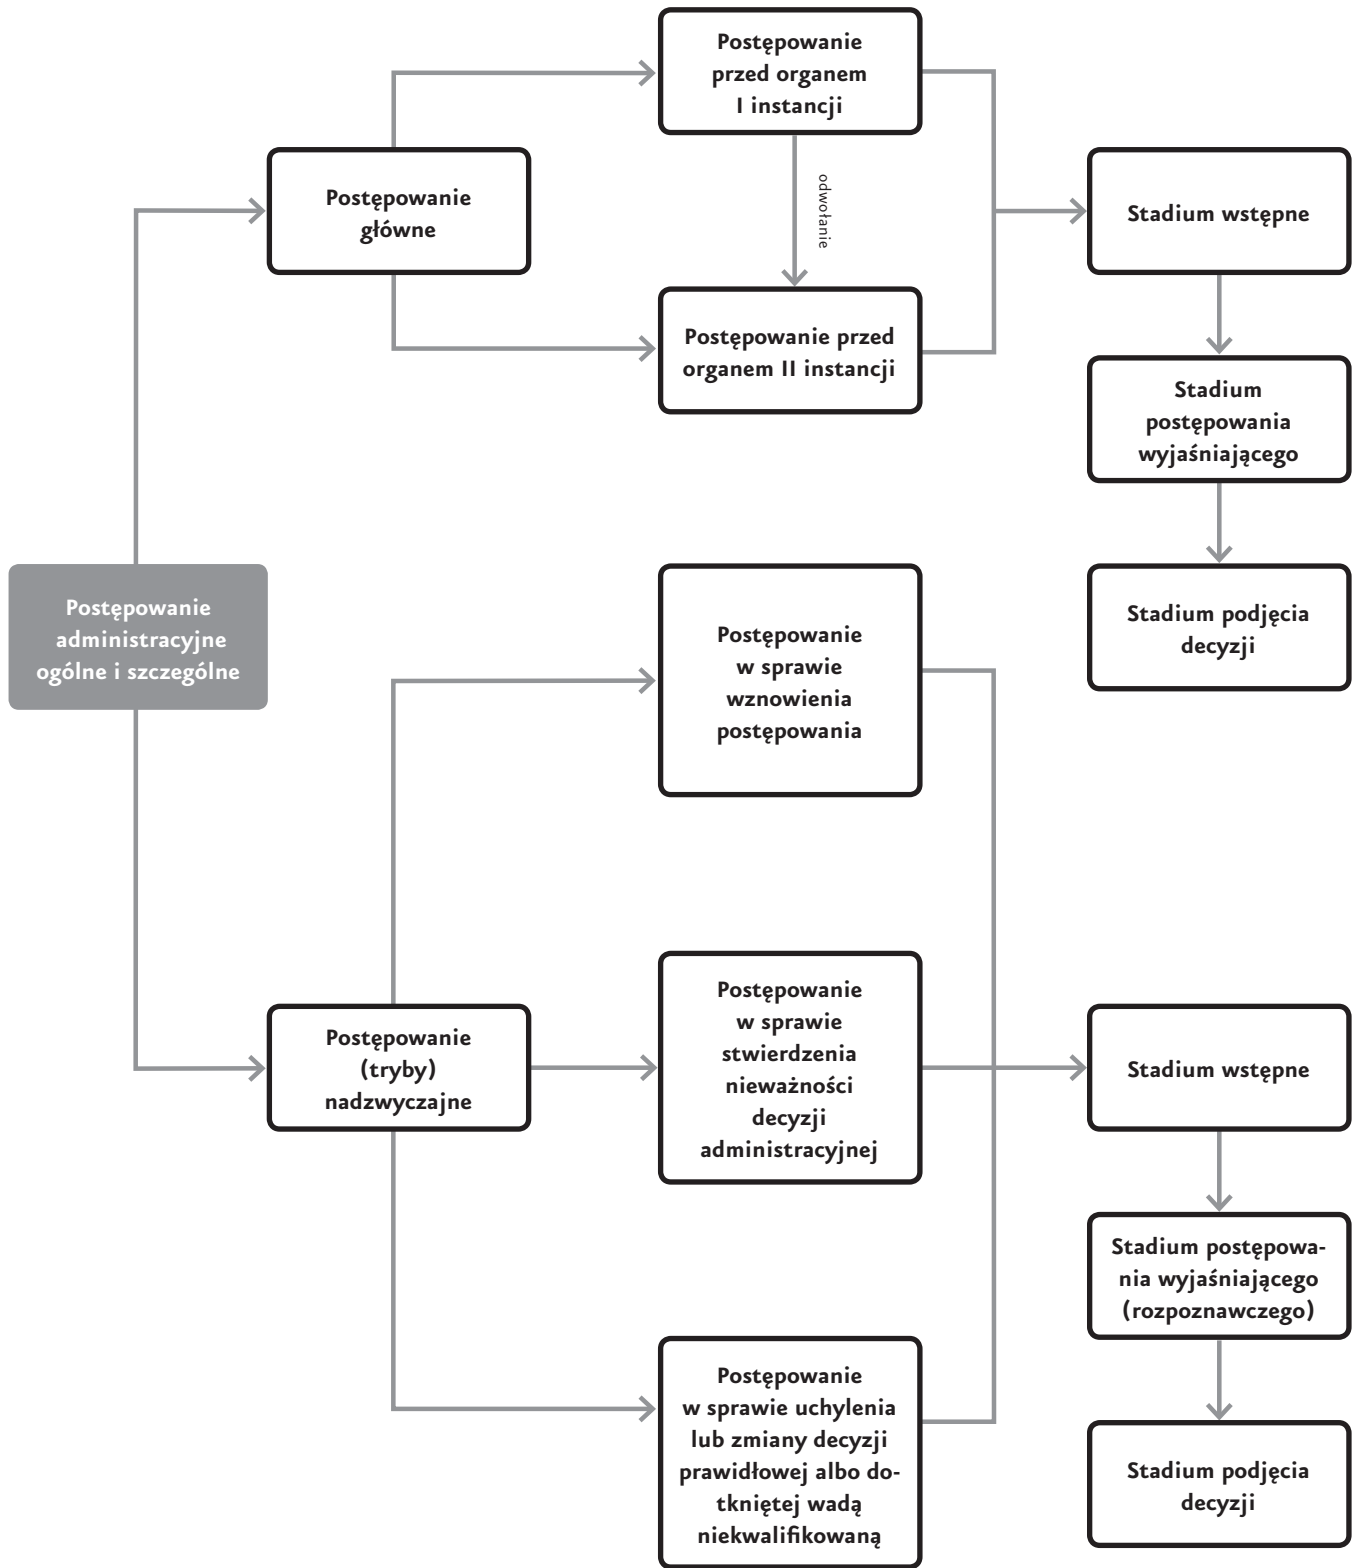 Postępowanie
administracyjne
ogólne i szczególne
Postępowanie
główne
Postępowanie
przed organem
I instancji
odwołanie
Postępowanie przed
organem II instancji
Stadium wstępne
Stadium
postępowania
wyjaśniającego
Stadium podjęcia
decyzji
Postępowanie
(tryby)
nadzwyczajne
Postępowanie
w sprawie
wznowienia
postępowania
Postępowanie
w sprawie
stwierdzenia
nieważności
decyzji
administracyjnej
Postępowanie
w sprawie uchylenia
lub zmiany decyzji
prawidłowej albo do-
tkniętej wadą
niekwalifikowaną
Stadium wstępne
Stadium postępowa-
nia wyjaśniającego
(rozpoznawczego)
Stadium podjęcia
decyzji